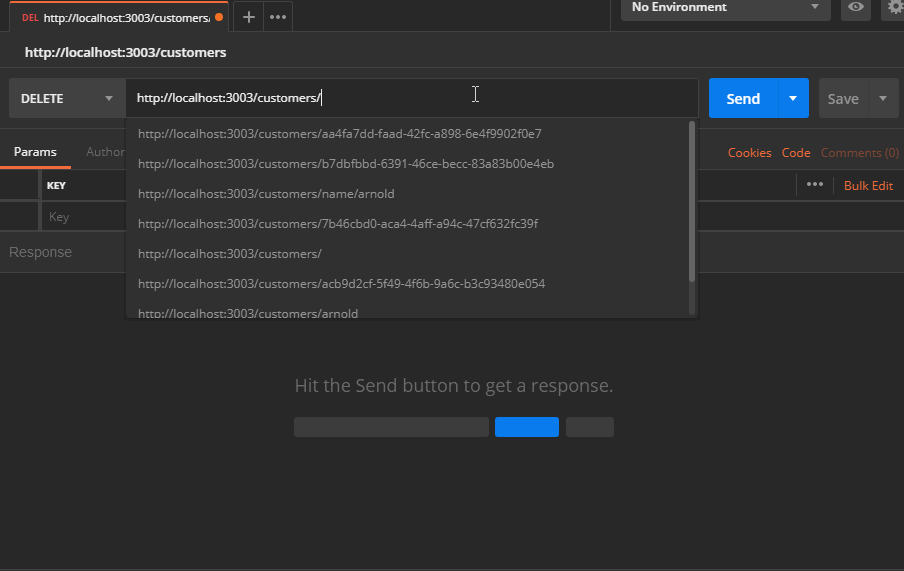 No Environment
DEL http://localhost:3003/customers/
http://localhost:3003/customers
DELETE http://localhost:3003/customers/ Send Save
http://localhost:3003/customers/aa4fa7dd-faad-42fc-a898-6e4f9902f0e7
http://localhost:3003/customers/b7dbfbbd-6391-46ce-becc-83a83b00e4eb
http://localhost:3003/customers/name/arnold
http://localhost:3003/customers/7b46cbd0-aca4-4aff-a94c-47cf632fc39f
http://localhost:3003/customers/
http://localhost:3003/customers/acb9d2cf-5f49-4f6b-9a6c-b3c93480e054
http://localhost:3003/customers/arnold
Params Author Cookies Code Comments (0)
KEY Bulk Edit
Key
Response
Hit the Send button to get a response.